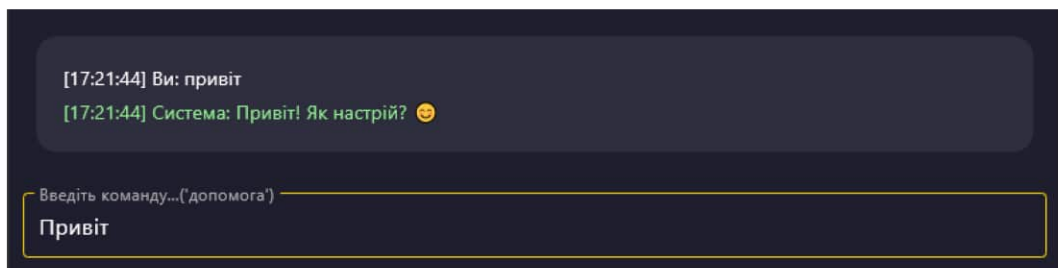 [17:21:44] Ви: привіт
[17:21:44] Система: Привіт! Як настрій? 😊
Введіть команду...('допомога')
Привіт